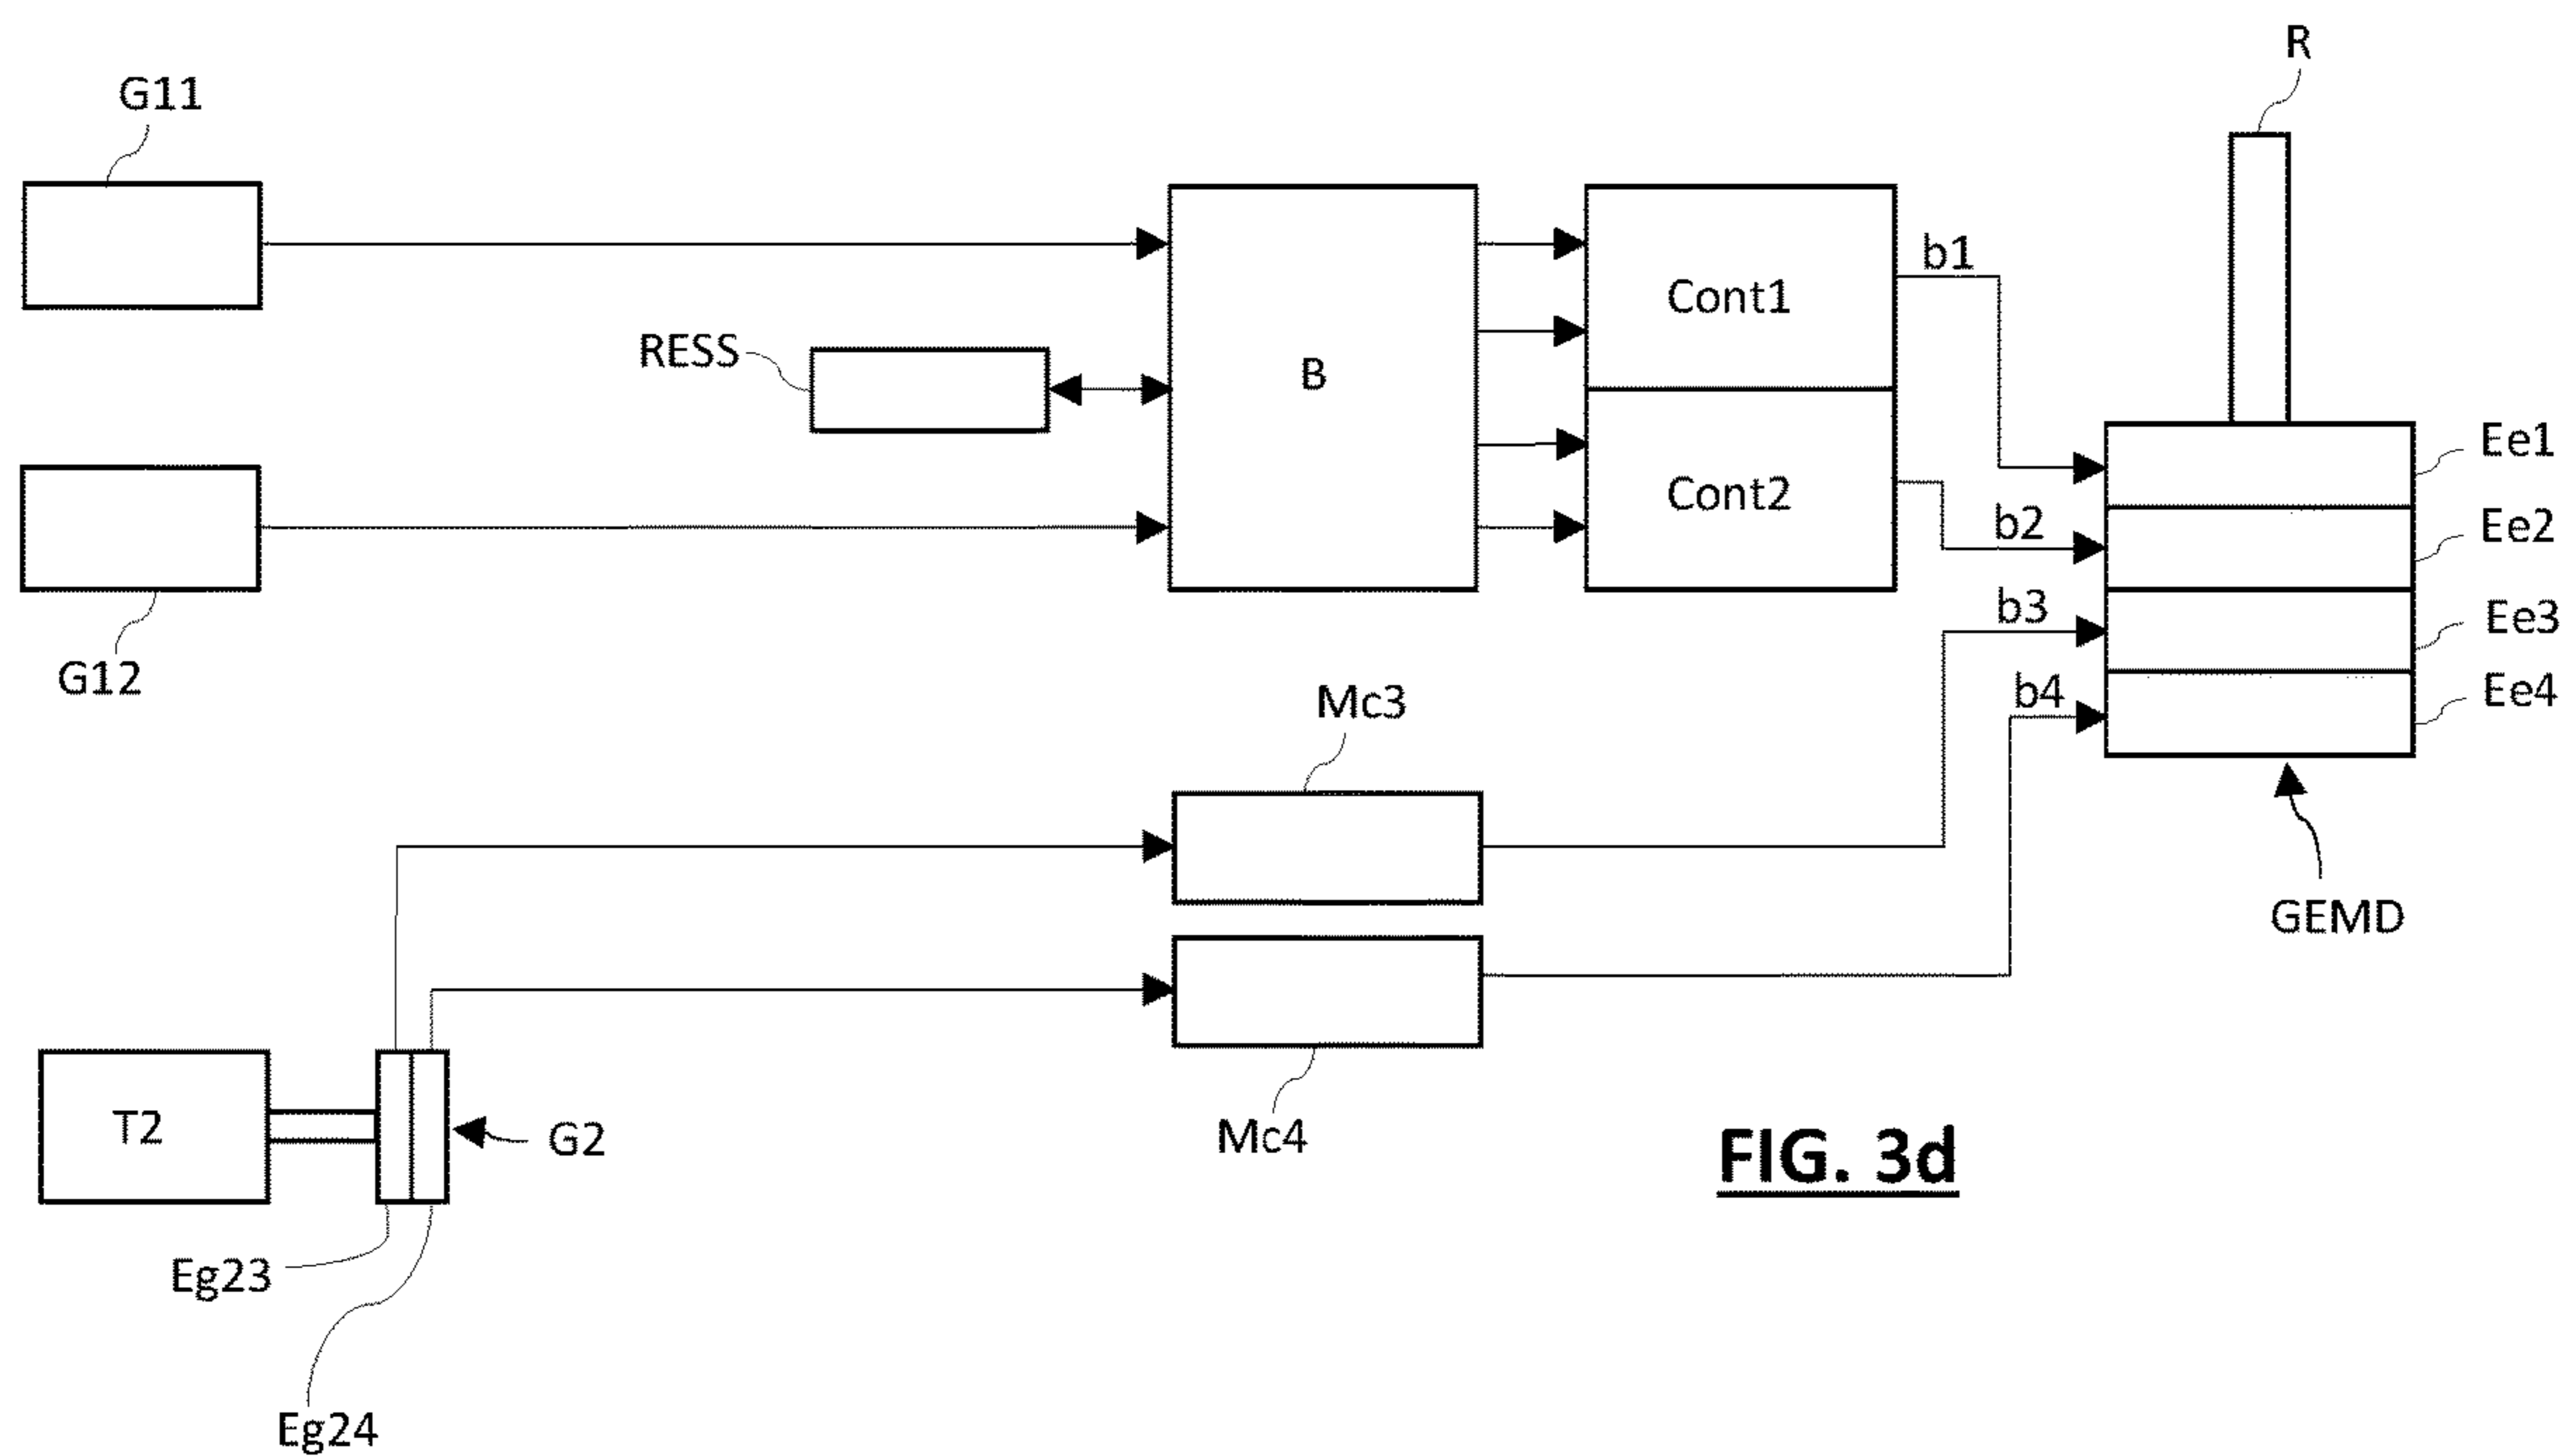 R
G11
b1
Cont1
RESS
B
Ee1
Cont2
b2
Ee2
b3
Ee3
G12
b4
Ee4
Mc3
GEMD
T2
G2
Mc4
FIG. 3d
Eg23
Eg24